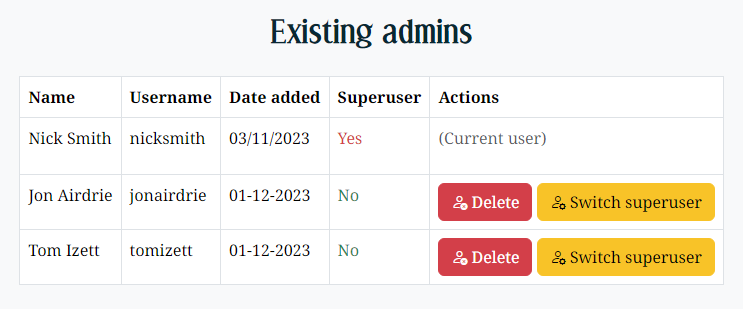 Existing admins
Name Username Date added Superuser Actions
Nick Smith nicksmith 03/11/2023 Yes (Current user)
Jon Airdrie jonairdrie 01-12-2023 No Delete Switch superuser
Tom Izett tomizett 01-12-2023 No Delete Switch superuser